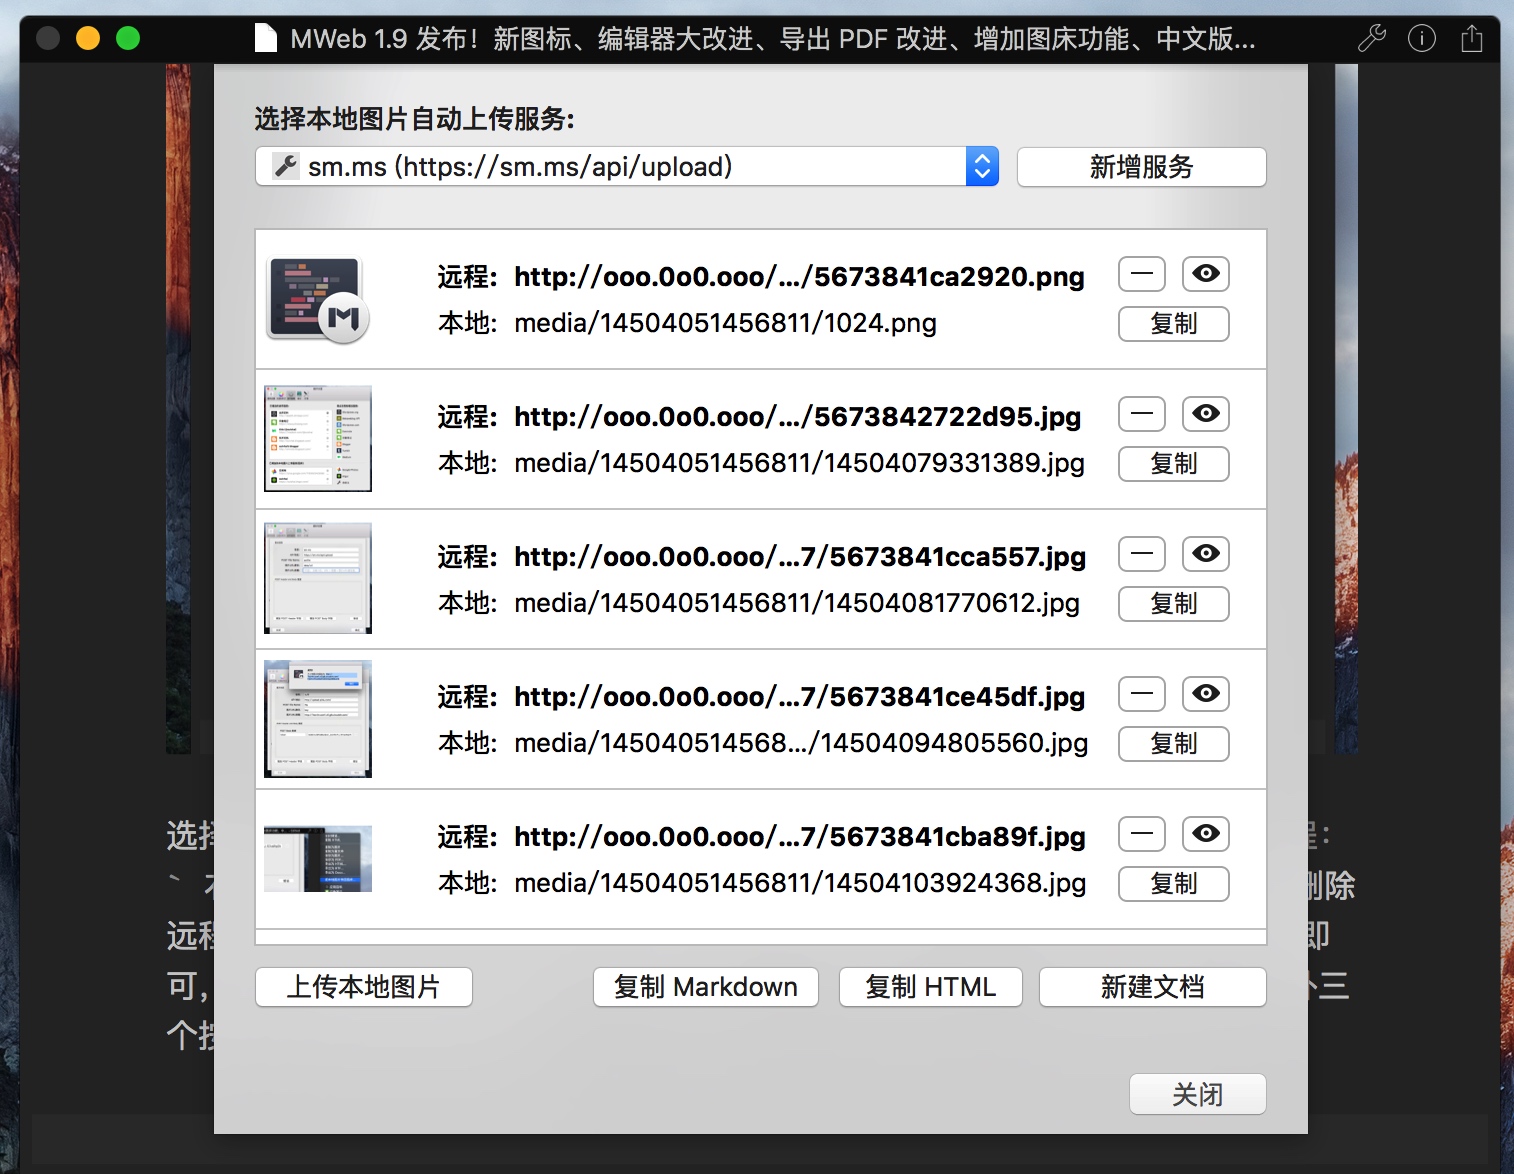 MWeb 1.9 发布！新图标、编辑器大改进、导出 PDF 改进、增加图床功能、中文版...
选择本地图片自动上传服务:
sm.ms (https://sm.ms/api/upload)
新增服务
远程: http://ooo.0o0.ooo/.../5673841ca2920.png
本地: media/14504051456811/1024.png
复制
远程: http://ooo.0o0.ooo/.../5673842722d95.jpg
本地: media/14504051456811/14504079331389.jpg
复制
远程: http://ooo.0o0.ooo/...7/5673841cca557.jpg
本地: media/14504051456811/14504081770612.jpg
复制
远程: http://ooo.0o0.ooo/...7/5673841ce45df.jpg
本地: media/145040514568.../14504094805560.jpg
复制
远程: http://ooo.0o0.ooo/...7/5673841cba89f.jpg
本地: media/14504051456811/14504103924368.jpg
复制
上传本地图片
复制 Markdown
复制 HTML
新建文档
关闭
选 程：
删除
远程 即
可， 三
个